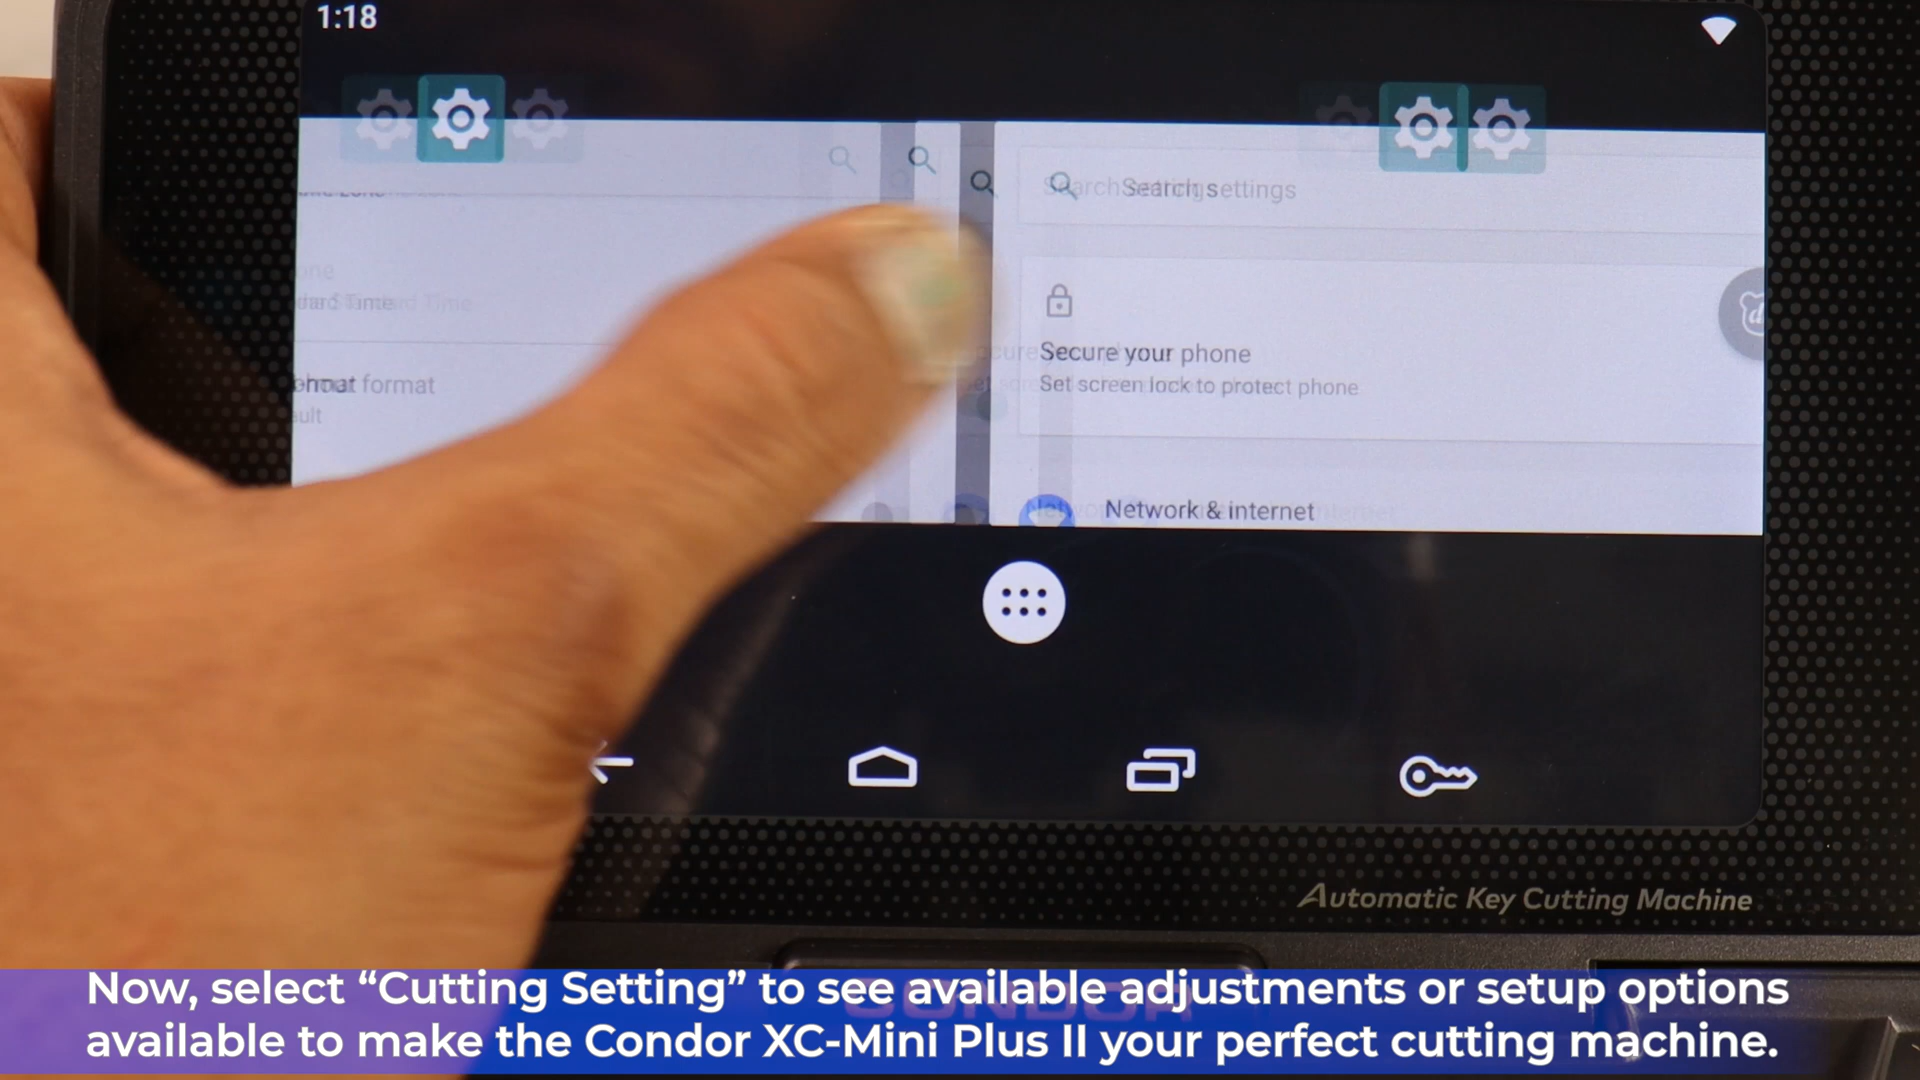 1:18
Search settings
Secure your phone
Set screen lock to protect phone
Network & internet
format
Automatic Key Cutting Machine
Now, select “Cutting Setting” to see available adjustments or setup options
available to make the Condor XC-Mini Plus II your perfect cutting machine.